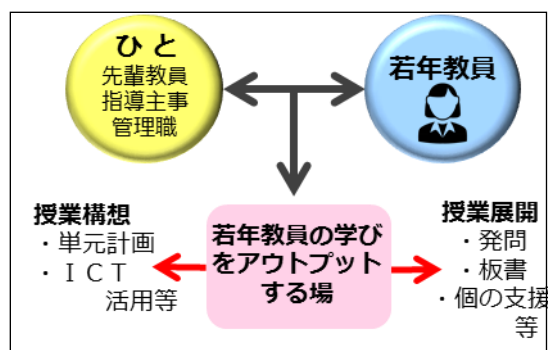 ひ と
先輩教員
指導主事
管理職
若年教員
授業構想
・単元計画
・ＩＣＴ
活用等
若年教員の学び
をアウトプット
する場
授業展開
・発問
・板書
・個の支援
等